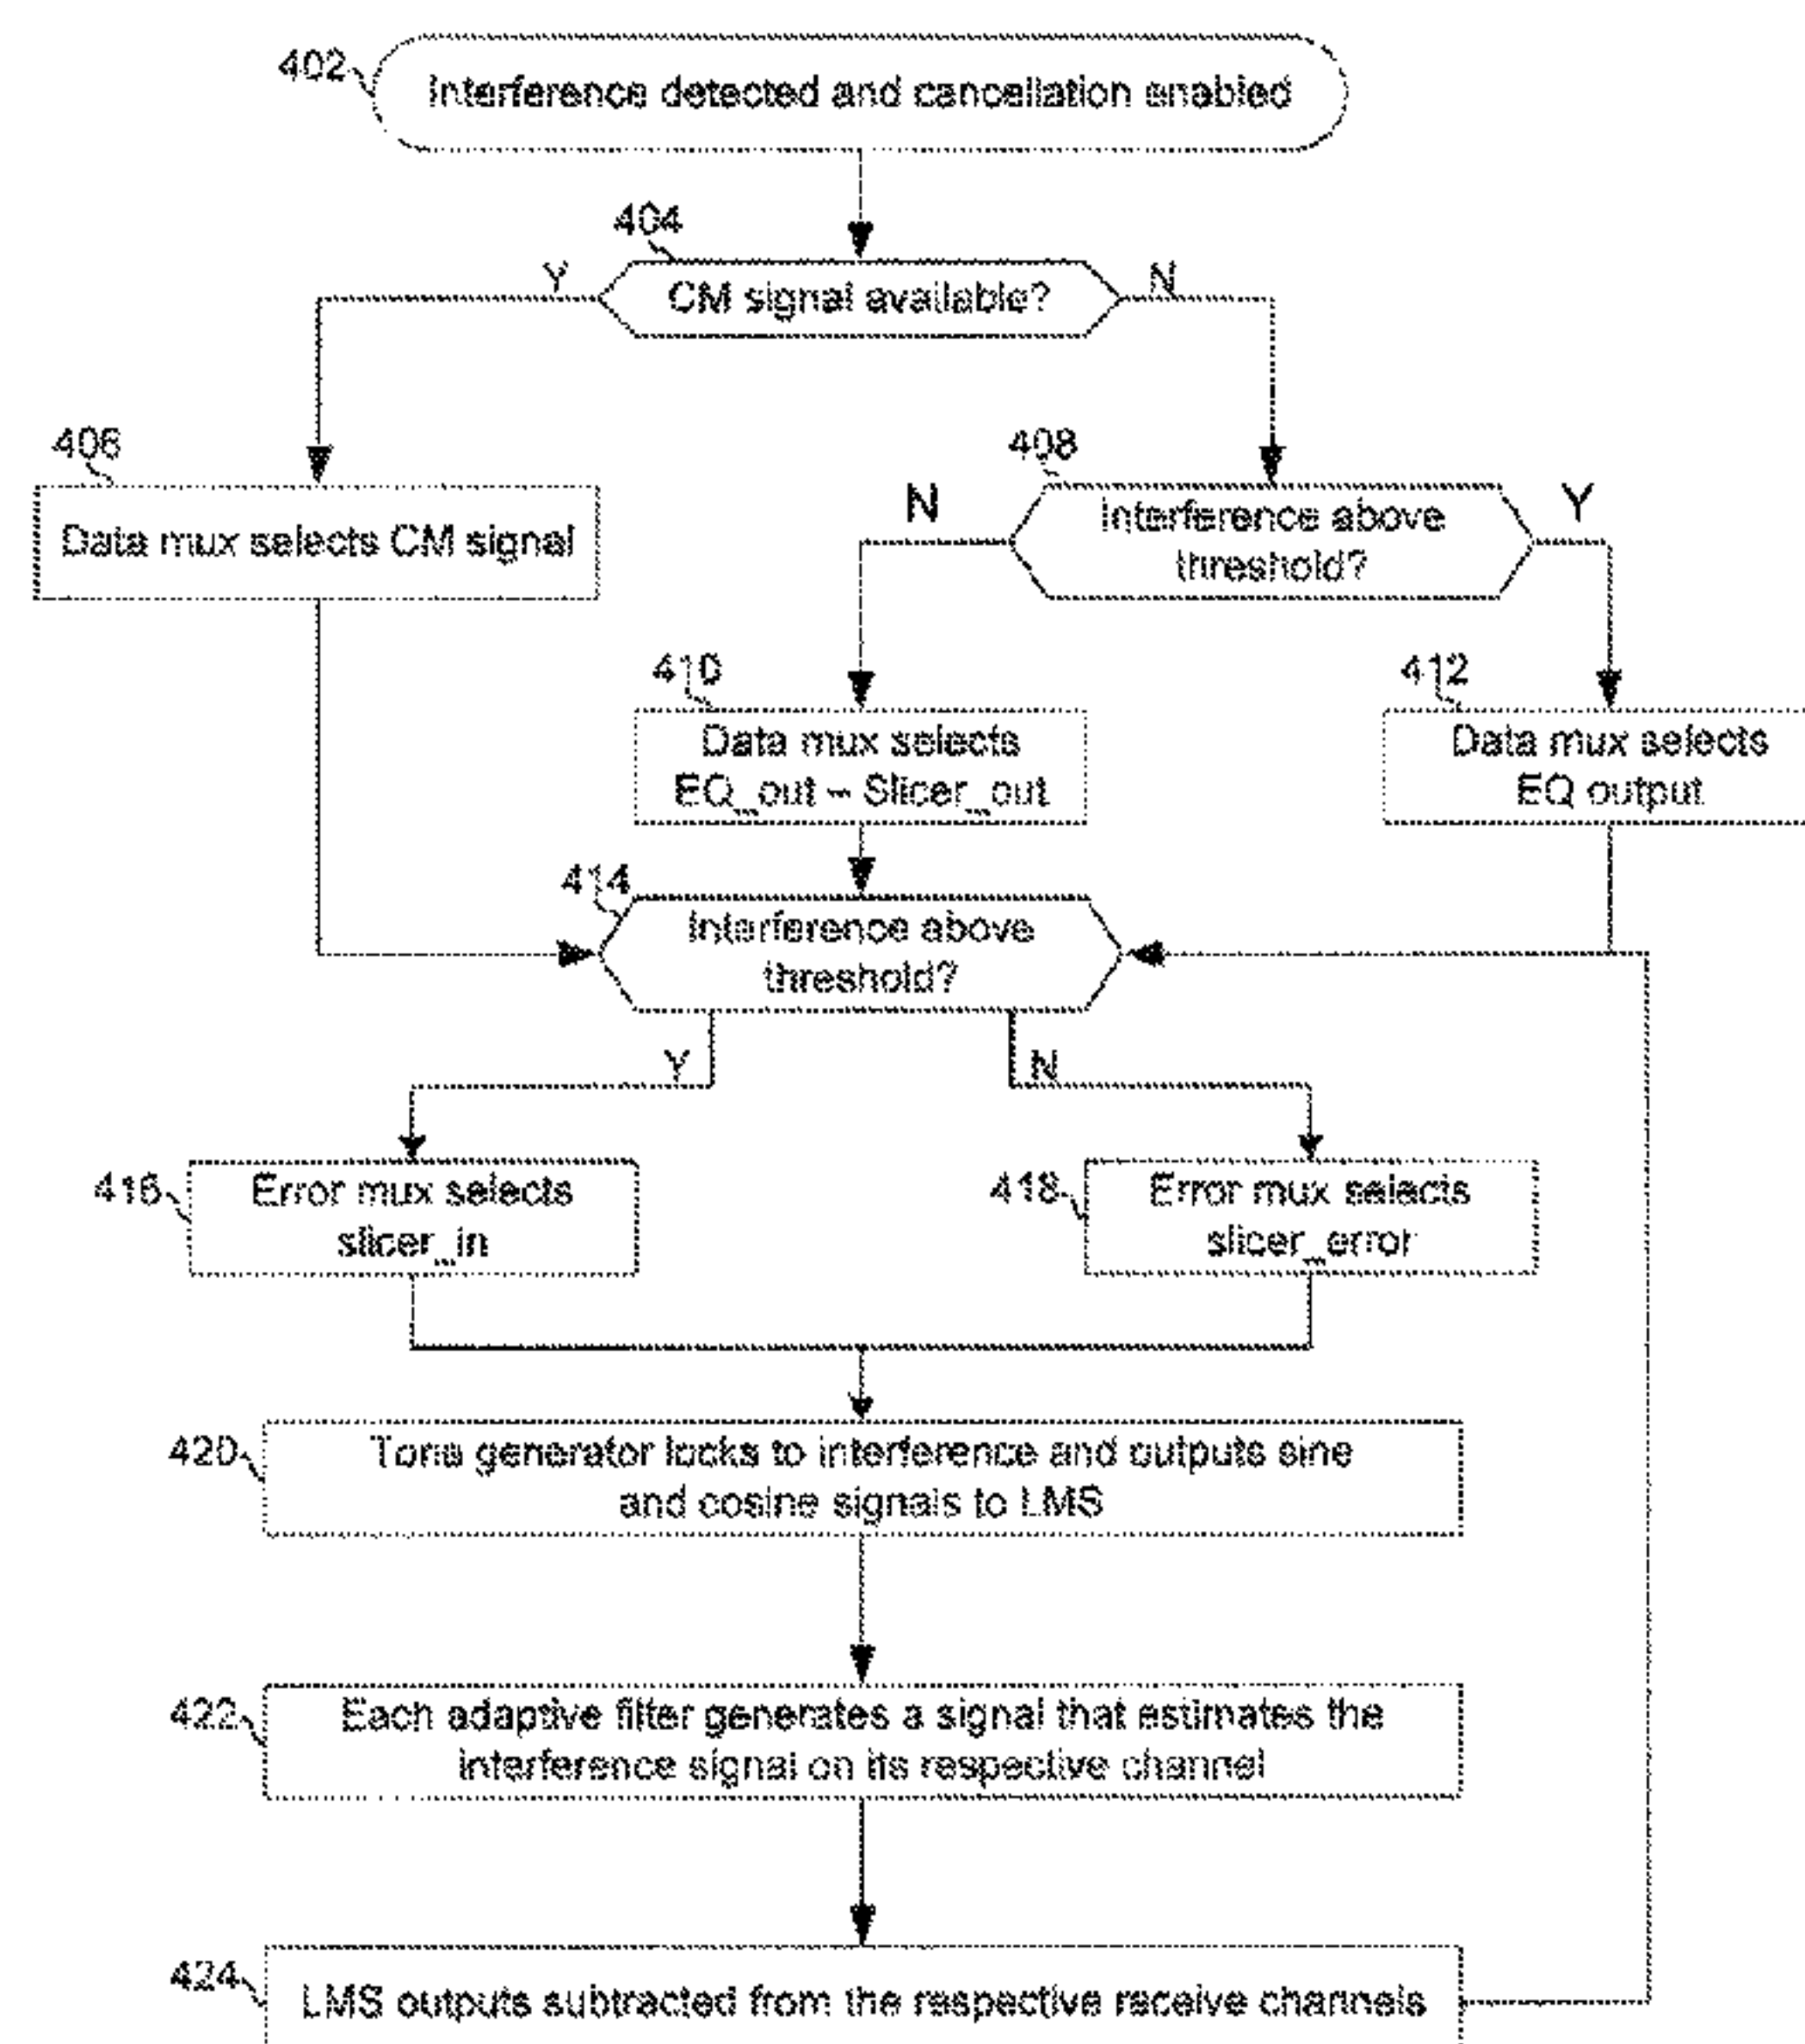 402
Interference detected and cancellation enabled
404
Y
CM signal available?
N
406
Data mux selects CM signal
408
N
Interference above
threshold?
Y
410
Data mux selects
EQ_out – Slicer_out
412
Data mux selects
EQ output
414
Interference above
threshold?
Y
N
416
Error mux selects
slicer_in
418
Error mux selects
slicer_error
420
Tone generator locks to interference and outputs sine
and cosine signals to LMS
422
Each adaptive filter generates a signal that estimates the
interference signal on its respective channel
424
LMS outputs subtracted from the respective receive channels